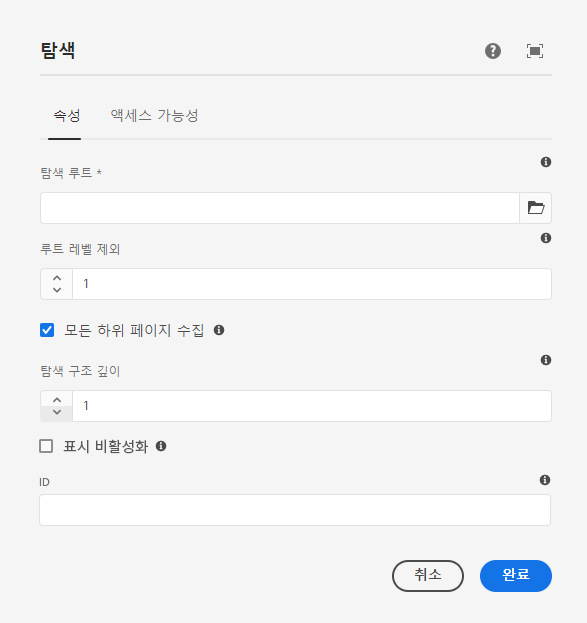 탐색
속성 액세스 가능성
탐색 루트 *
루트 레벨 제외
1
모든 하위 페이지 수집
탐색 구조 깊이
1
표시 비활성화
ID
취소 완료